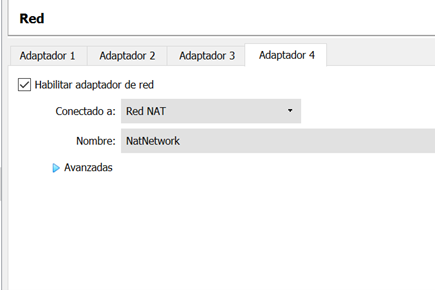 Red
Adaptador 1 Adaptador 2 Adaptador 3 Adaptador 4
Habilitar adaptador de red
Conectado a: Red NAT
Nombre: NatNetwork
Avanzadas